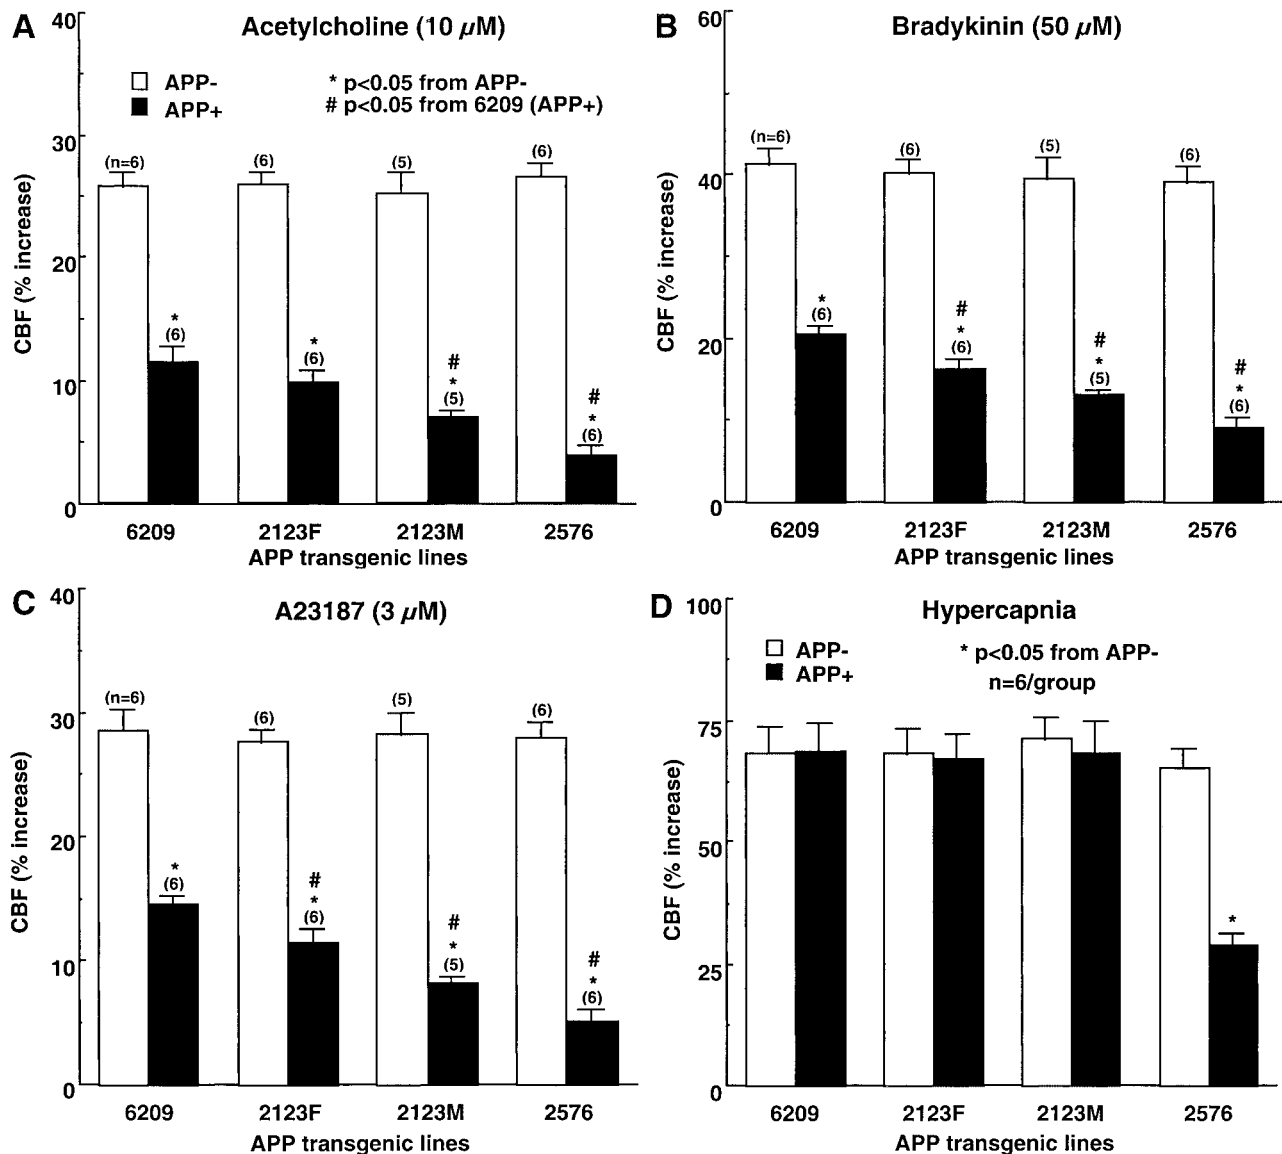 A
Acetylcholine (10 µM)
40
30
20
10
0
CBF (% increase)
APP-
APP+
* p<0.05 from APP-
# p<0.05 from 6209 (APP+)
(n=6)
(6)
(5)
(6)
*
(6)
*
(6)
#
*
(5)
#
*
(6)
6209
2123F
2123M
2576
APP transgenic lines
B
Bradykinin (50 µM)
60
40
20
0
CBF (% increase)
(n=6)
(6)
(5)
(6)
*
(6)
#
*
(6)
#
*
(5)
#
*
(6)
6209
2123F
2123M
2576
APP transgenic lines
C
A23187 (3 µM)
40
30
20
10
0
CBF (% increase)
(n=6)
(6)
(5)
(6)
*
(6)
#
*
(6)
#
*
(5)
#
*
(6)
6209
2123F
2123M
2576
APP transgenic lines
D
Hypercapnia
100
75
50
25
0
CBF (% increase)
APP-
APP+
* p<0.05 from APP-
n=6/group
*
6209
2123F
2123M
2576
APP transgenic lines